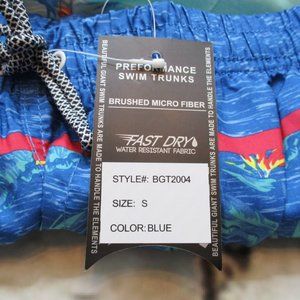 PREFORMANCE
SWIM TRUNKS
BRUSHED MICRO FIBER
FAST DRY
WATER RESISTANT FABRIC
STYLE#: BGT2004
SIZE: S
COLOR: BLUE
BEAUTIFUL GIANT SWIM TRUNKS ARE MADE TO HANDLE THE ELEMENTS
BEAUTIFUL GIANT SWIM TRUNKS ARE MADE TO HANDLE THE ELEMENTS